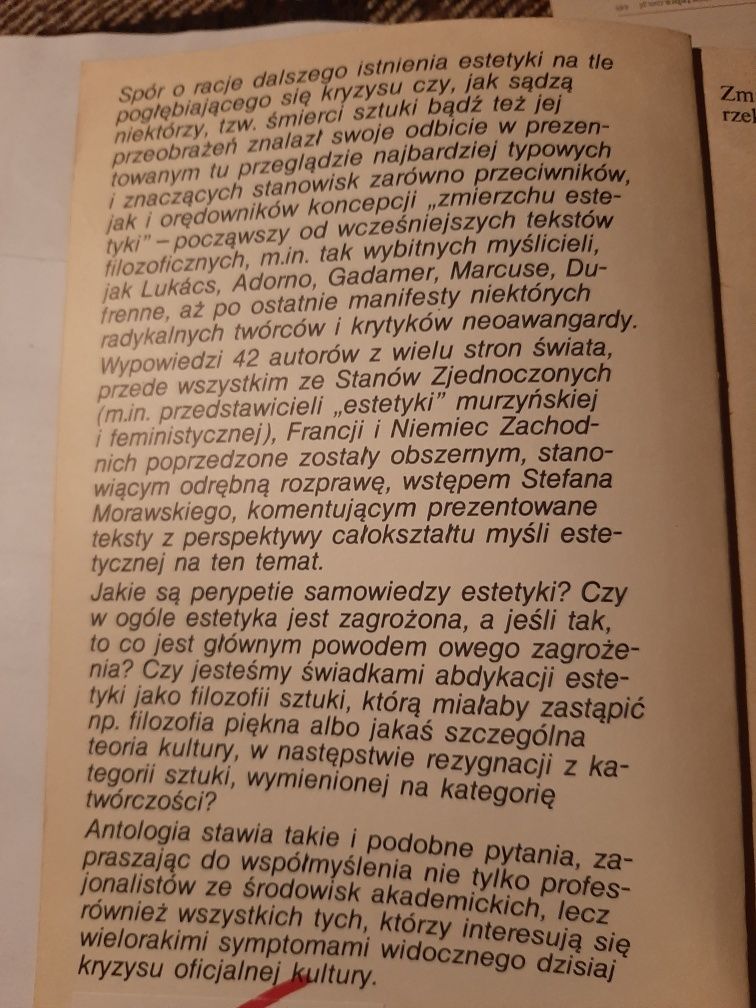 Spór o racje dalszego istnienia estetyki na tle
pogłębiającego się kryzysu czy, jak sądzą
niektórzy, tzw. śmierci sztuki bądź też jej
przeobrażeń znalazł swoje odbicie w prezen-
towanym tu przeglądzie najbardziej typowych
i znaczących stanowisk zarówno przeciwników,
jak i orędowników koncepcji „zmierzchu este-
tyki” – począwszy od wcześniejszych tekstów
filozoficznych, m.in. tak wybitnych myślicieli,
jak Lukács, Adorno, Gadamer, Marcuse, Du-
frenne, aż po ostatnie manifesty niektórych
radykalnych twórców i krytyków neoawangardy.
Wypowiedzi 42 autorów z wielu stron świata,
przede wszystkim ze Stanów Zjednoczonych
(m.in. przedstawicieli „estetyki” murzyńskiej
i feministycznej), Francji i Niemiec Zachod-
nich poprzedzone zostały obszernym, stano-
wiącym odrębną rozprawę, wstępem Stefana
Morawskiego, komentującym prezentowane
teksty z perspektywy całokształtu myśli este-
tycznej na ten temat.
Jakie są perypetie samowiedzy estetyki? Czy
w ogóle estetyka jest zagrożona, a jeśli tak,
to co jest głównym powodem owego zagroże-
nia? Czy jesteśmy świadkami abdykacji este-
tyki jako filozofii sztuki, którą miałaby zastąpić
np. filozofia piękna albo jakaś szczególna
teoria kultury, w następstwie rezygnacji z ka-
tegorii sztuki, wymienionej na kategorię
twórczości?
Antologia stawia takie i podobne pytania, za-
praszając do współmyślenia nie tylko profes-
jonalistów ze środowisk akademickich, lecz
również wszystkich tych, którzy interesują się
wielorakimi symptomami widocznego dzisiaj
kryzysu oficjalnej kultury.